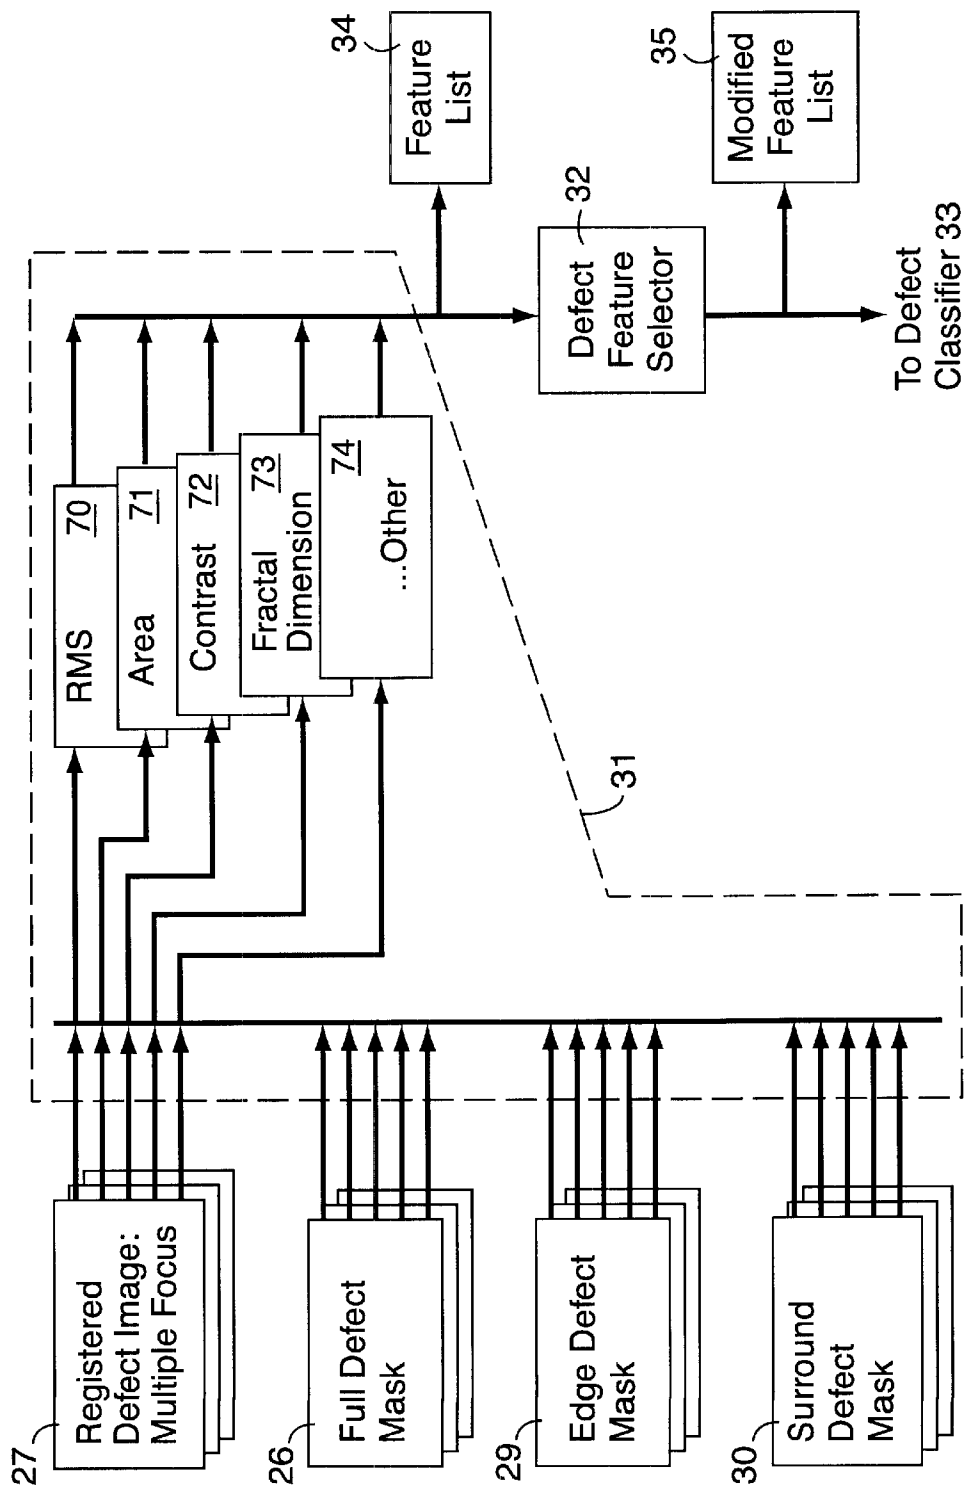 27
Registered
Defect Image:
Multiple Focus
26
Full Defect
Mask
29
Edge Defect
Mask
30
Surround
Defect
Mask
RMS 70
Area 71
Contrast 72
Fractal 73
Dimension
74
...Other
31
34
Feature
List
Defect 32
Feature
Selector
35
Modified
Feature
List
To Defect
Classifier 33